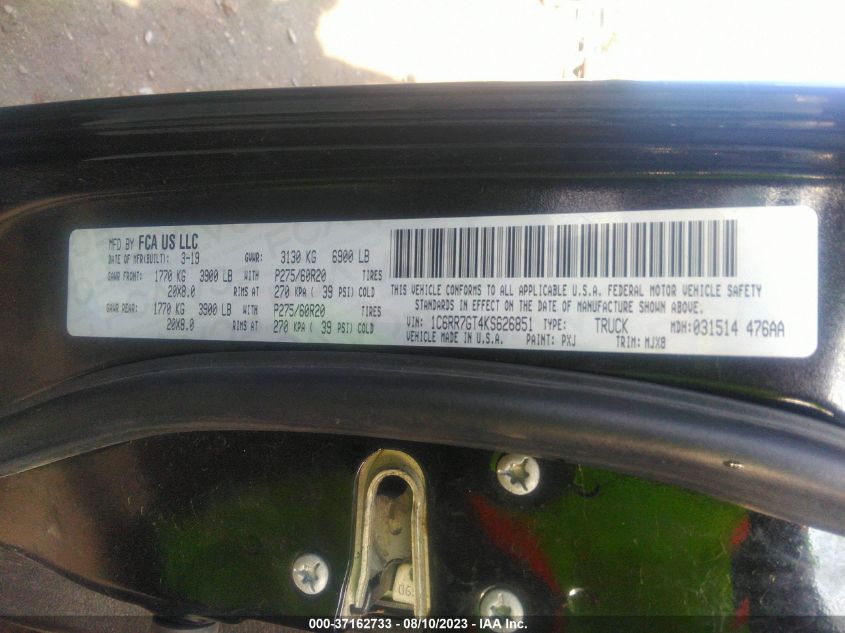 MFD BY FCA US LLC
DATE OF MFR(BUILT): 3-19 GVWR: 3130 KG 6900 LB
GAWR FRONT: 1770 KG 3900 LB WITH P275/60R20 TIRES
20X8.0 RIMS AT 270 KPA ( 39 PSI) COLD
GAWR REAR: 1770 KG 3900 LB WITH P275/60R20 TIRES
20X8.0 RIMS AT 270 KPA ( 39 PSI) COLD
THIS VEHICLE CONFORMS TO ALL APPLICABLE U.S.A. FEDERAL MOTOR VEHICLE SAFETY
STANDARDS IN EFFECT ON THE DATE OF MANUFACTURE SHOWN ABOVE.
VIN: 1C6RR7GT4KS626851 TYPE: TRUCK MDH:031514 476AA
VEHICLE MADE IN U.S.A. PAINT: PXJ TRIM: MJX8
000-37162733 - 08/10/2023 - IAA Inc.